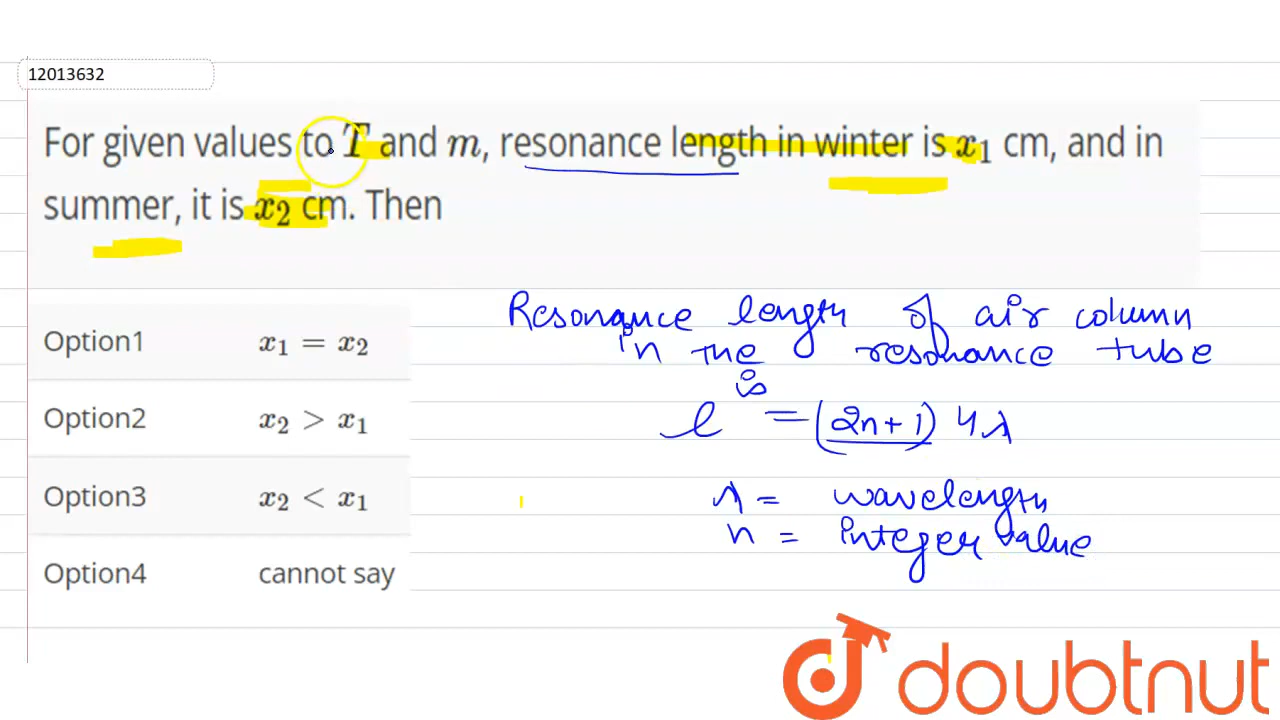 12013632
For given values to T and m, resonance length in winter is x₁ cm, and in
summer, it is x₂ cm. Then
Option1 x₁ = x₂
Option2 x₂ > x₁
Option3 x₂ < x₁
Option4 cannot say
Resonance length of air column
in the resonance tube
is
l = (2n+1) 4λ
λ = wavelength
n = integer value
doubtnut